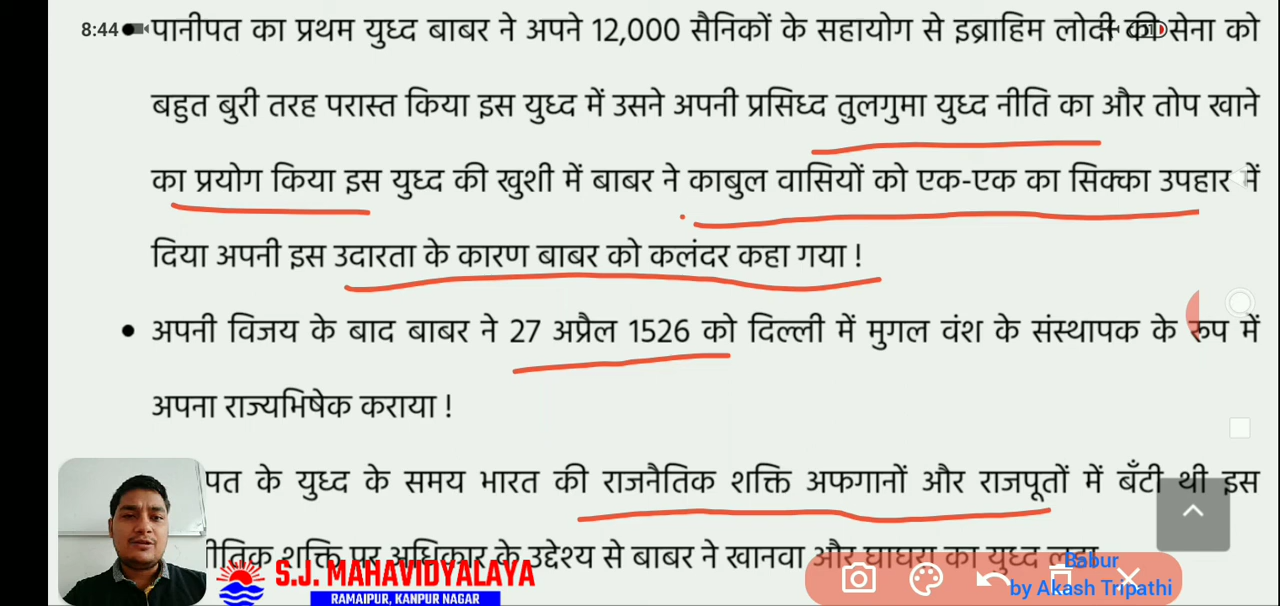 8:44
पानीपत का प्रथम युध्द बाबर ने अपने 12,000 सैनिकों के सहायोग से इब्राहिम लोदी की सेना को
बहुत बुरी तरह परास्त किया इस युध्द में उसने अपनी प्रसिध्द तुलगुमा युध्द नीति का और तोप खाने
का प्रयोग किया इस युध्द की खुशी में बाबर ने काबुल वासियों को एक-एक का सिक्का उपहार में
दिया अपनी इस उदारता के कारण बाबर को कलंदर कहा गया !
• अपनी विजय के बाद बाबर ने 27 अप्रैल 1526 को दिल्ली में मुगल वंश के संस्थापक के रुप में
अपना राज्यभिषेक कराया !
पत के युध्द के समय भारत की राजनैतिक शक्ति अफगानों और राजपूतों में बँटी थी इस
शक्ति पर अधिकार के उद्देश्य से बाबर ने खानवा और घाघरा का युध्द लड़ा
S.J. MAHAVIDYALAYA
RAMAIPUR, KANPUR NAGAR
Babur
by Akash Tripathi